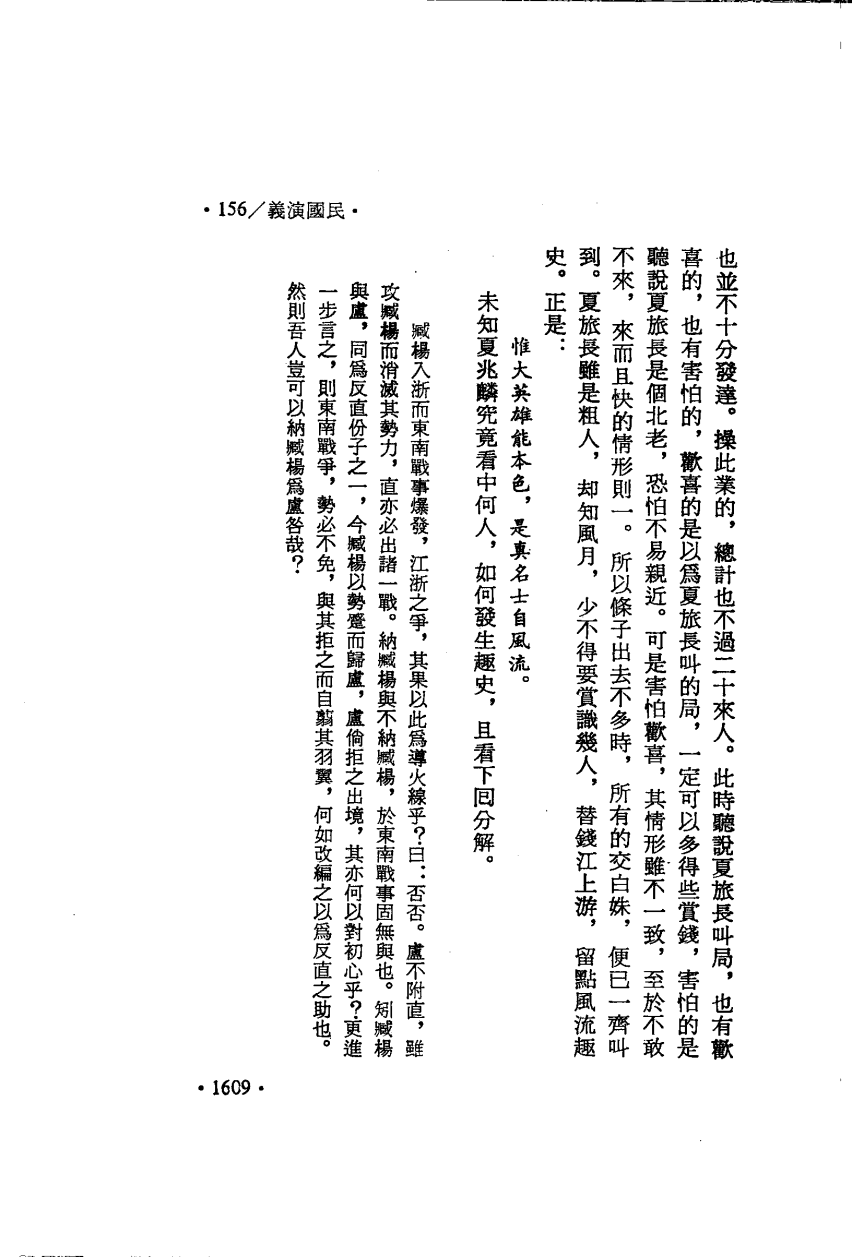 ·156／義演國民·
也並不十分發達。操此業的，總計也不過二十來人。此時聽說夏旅長叫局，也有歡
喜的，也有害怕的，歡喜的是以爲夏旅長叫的局，一定可以多得些賞錢，害怕的是
聽說夏旅長是個北老，恐怕不易親近。可是害怕歡喜，其情形雖不一致，至於不敢
不來，來而且快的情形則一。所以條子出去不多時，所有的交白姝，便已一齊叫
到。夏旅長雖是粗人，却知風月，少不得要賞識幾人，替錢江上游，留點風流趣
史。正是：
惟大英雄能本色，是真名士自風流。
未知夏兆麟究竟看中何人，如何發生趣史，且看下囘分解。
臧楊入浙而東南戰事爆發，江浙之爭，其果以此爲導火線乎？曰：否否。盧不附直，雖
攻臧楊而消滅其勢力，直亦必出諸一戰。納臧楊與不納臧楊，於東南戰事固無與也。矧臧楊
與盧，同爲反直份子之一，今臧楊以勢蹙而歸盧，盧倘拒之出境，其亦何以對初心乎？更進
一步言之，則東南戰爭，勢必不免，與其拒之而自翦其羽翼，何如改編之以爲反直之助也。
然則吾人豈可以納臧楊爲盧咎哉？
·1609·